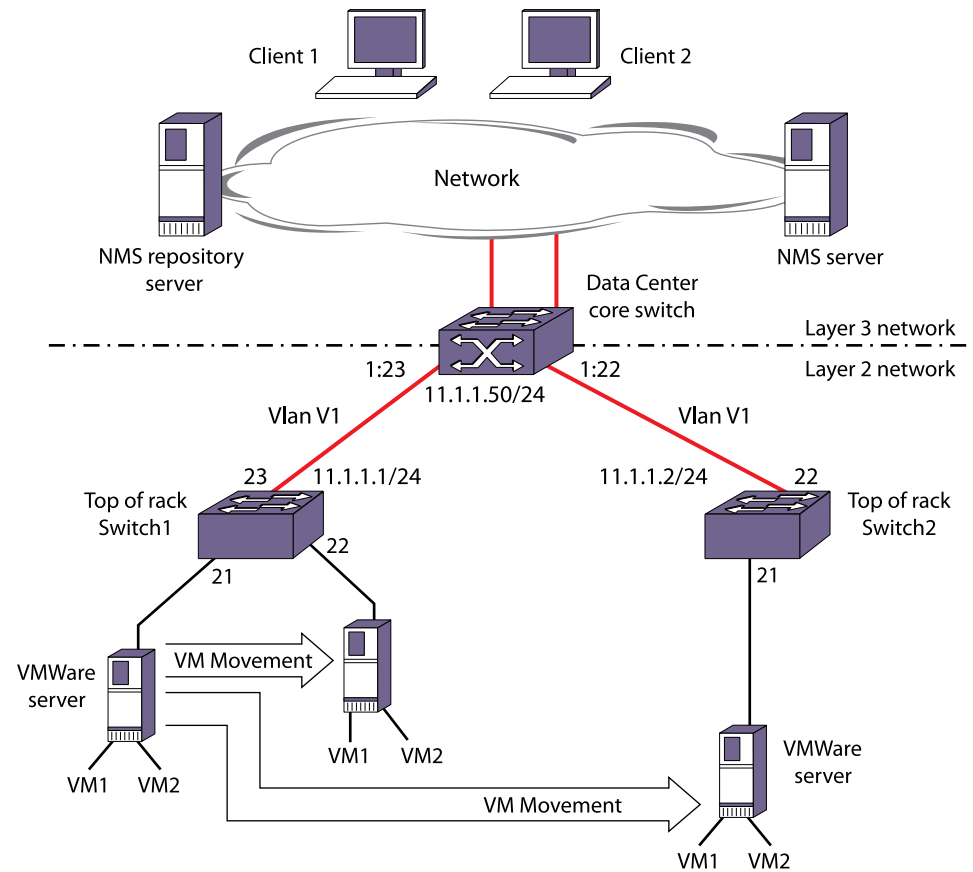 Client 1
Client 2
Network
NMS repository
server
NMS server
Data Center
core switch
Layer 3 network
Layer 2 network
1:23
1:22
11.1.1.50/24
Vlan V1
Vlan V1
23
11.1.1.1/24
11.1.1.2/24
22
Top of rack
Switch1
Top of rack
Switch2
22
21
21
VM Movement
VMWare
server
VM1
VM2
VM1
VM2
VMWare
server
VM Movement
VM1
VM2